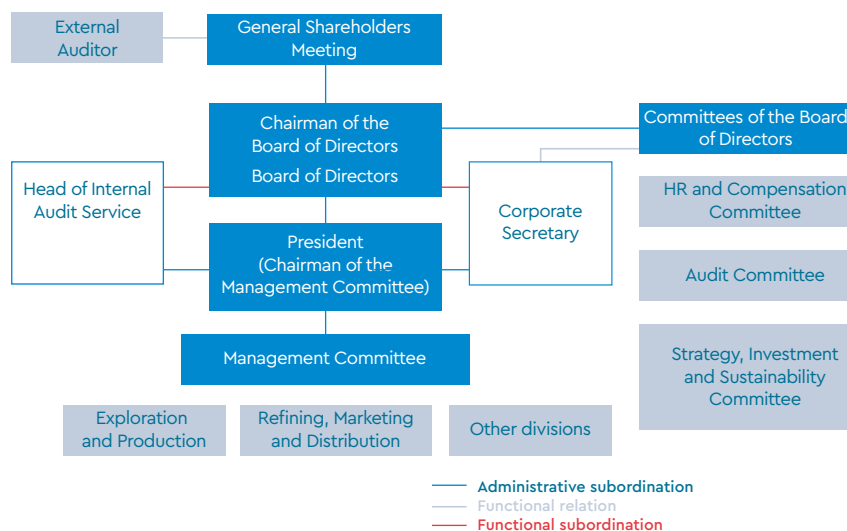 External
Auditor
General Shareholders
Meeting
Chairman of the
Board of Directors
Board of Directors
Committees of the Board
of Directors
Head of Internal
Audit Service
Corporate
Secretary
HR and Compensation
Committee
President
(Chairman of the
Management Committee)
Audit Committee
Management Committee
Strategy, Investment
and Sustainability
Committee
Exploration
and Production
Refining, Marketing
and Distribution
Other divisions
Administrative subordination
Functional relation
Functional subordination